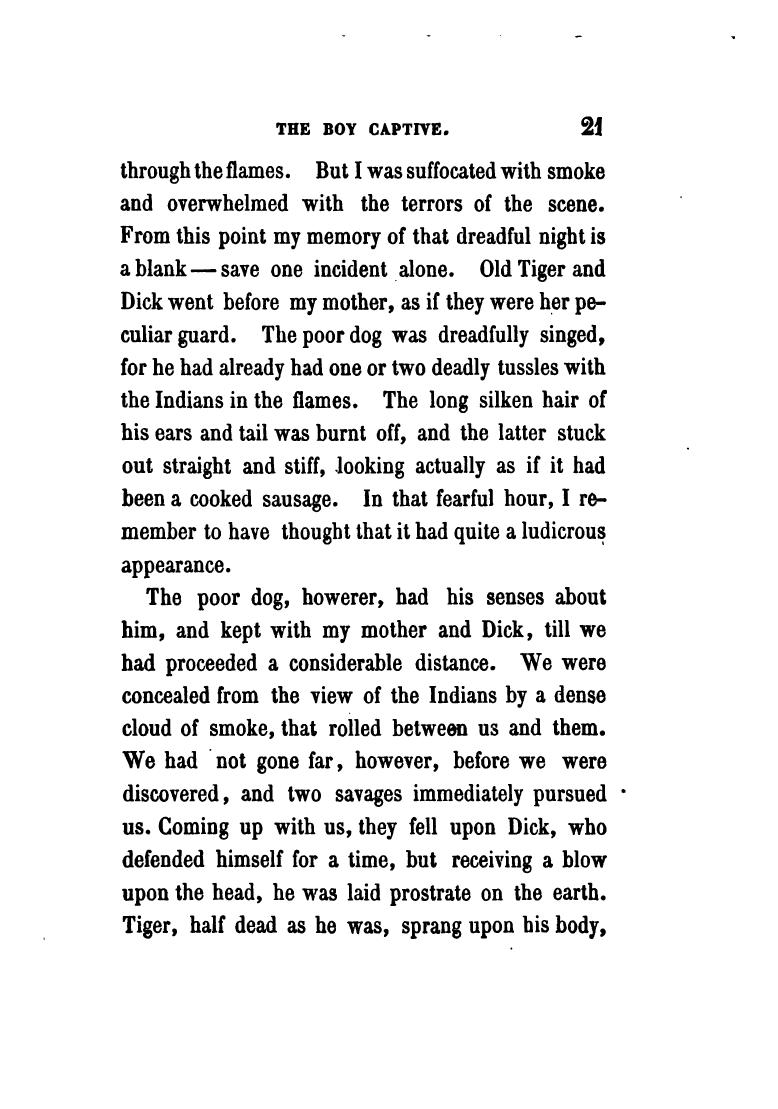 THE BOY CAPTIVE. 21
through the flames. But I was suffocated with smoke
and overwhelmed with the terrors of the scene.
From this point my memory of that dreadful night is
a blank — save one incident alone. Old Tiger and
Dick went before my mother, as if they were her pe-
culiar guard. The poor dog was dreadfully singed,
for he had already had one or two deadly tussles with
the Indians in the flames. The long silken hair of
his ears and tail was burnt off, and the latter stuck
out straight and stiff, looking actually as if it had
been a cooked sausage. In that fearful hour, I re-
member to have thought that it had quite a ludicrous
appearance.
The poor dog, howerer, had his senses about
him, and kept with my mother and Dick, till we
had proceeded a considerable distance. We were
concealed from the view of the Indians by a dense
cloud of smoke, that rolled between us and them.
We had not gone far, however, before we were
discovered, and two savages immediately pursued
us. Coming up with us, they fell upon Dick, who
defended himself for a time, but receiving a blow
upon the head, he was laid prostrate on the earth.
Tiger, half dead as he was, sprang upon his body,